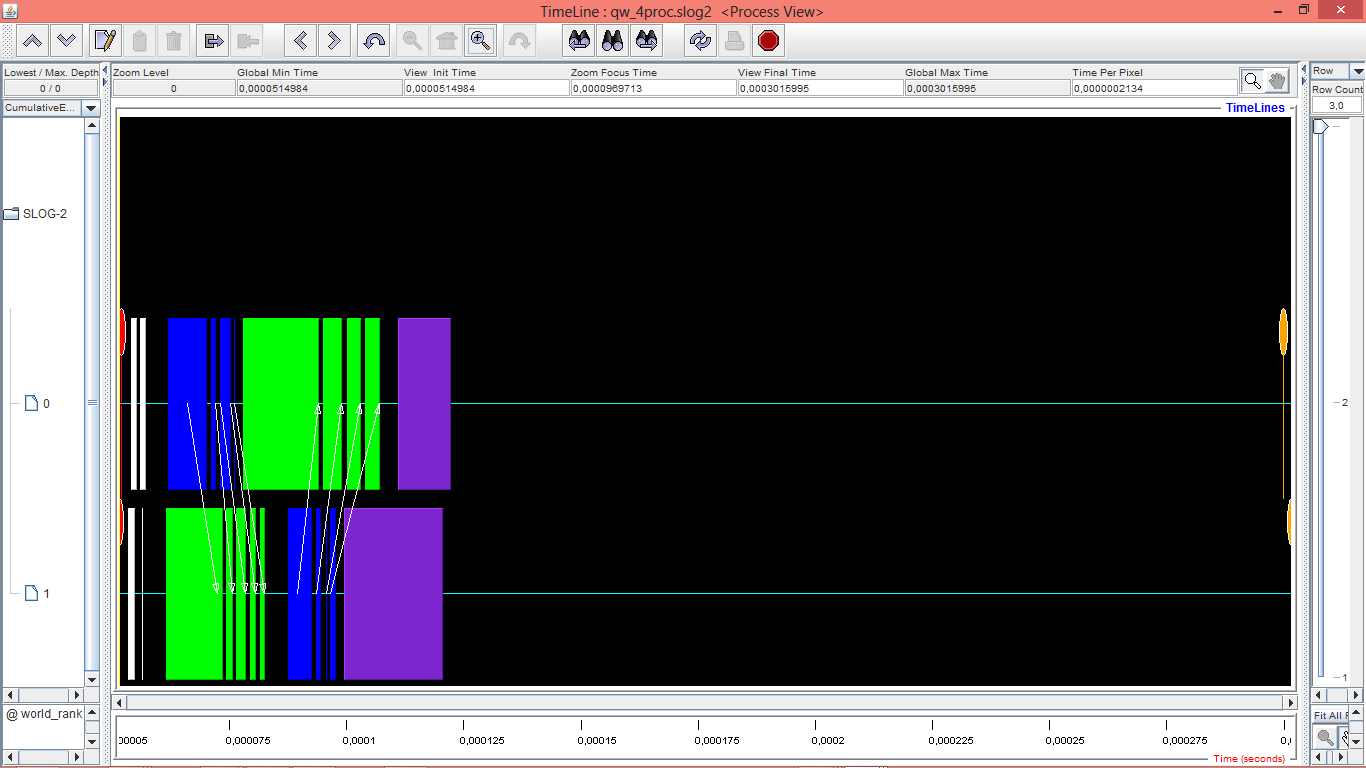 TimeLine : qw_4proc.slog2   <Process View>
Lowest / Max. Depth
0 / 0
Zoom Level
0
Global Min Time
0,0000514984
View  Init Time
0,0000514984
Zoom Focus Time
0,0000969713
View Final Time
0,0003015995
Global Max Time
0,0003015995
Time Per Pixel
0,0000002134
Row
Row Count
3,0
CumulativeE...
TimeLines
SLOG-2
0
1
2
1
@ world_rank
Fit All
0,000075
0,0001
0,000125
0,00015
0,000175
0,0002
0,000225
0,00025
0,000275
Time (seconds)